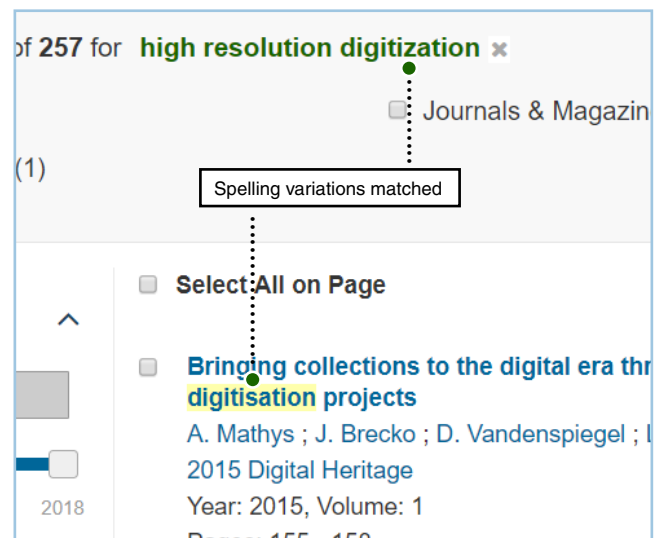 of 257 for high resolution digitization ✖
Journals & Magazin
(1)
Spelling variations matched
Select All on Page
Bringing collections to the digital era thr
digitisation projects
A. Mathys ; J. Brecko ; D. Vandenspiegel ; L
2015 Digital Heritage
2018
Year: 2015, Volume: 1